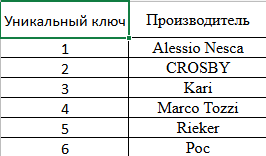 Уникальный ключ Производитель
1 Alessio Nesca
2 CROSBY
3 Kari
4 Marco Tozzi
5 Rieker
6 Рос